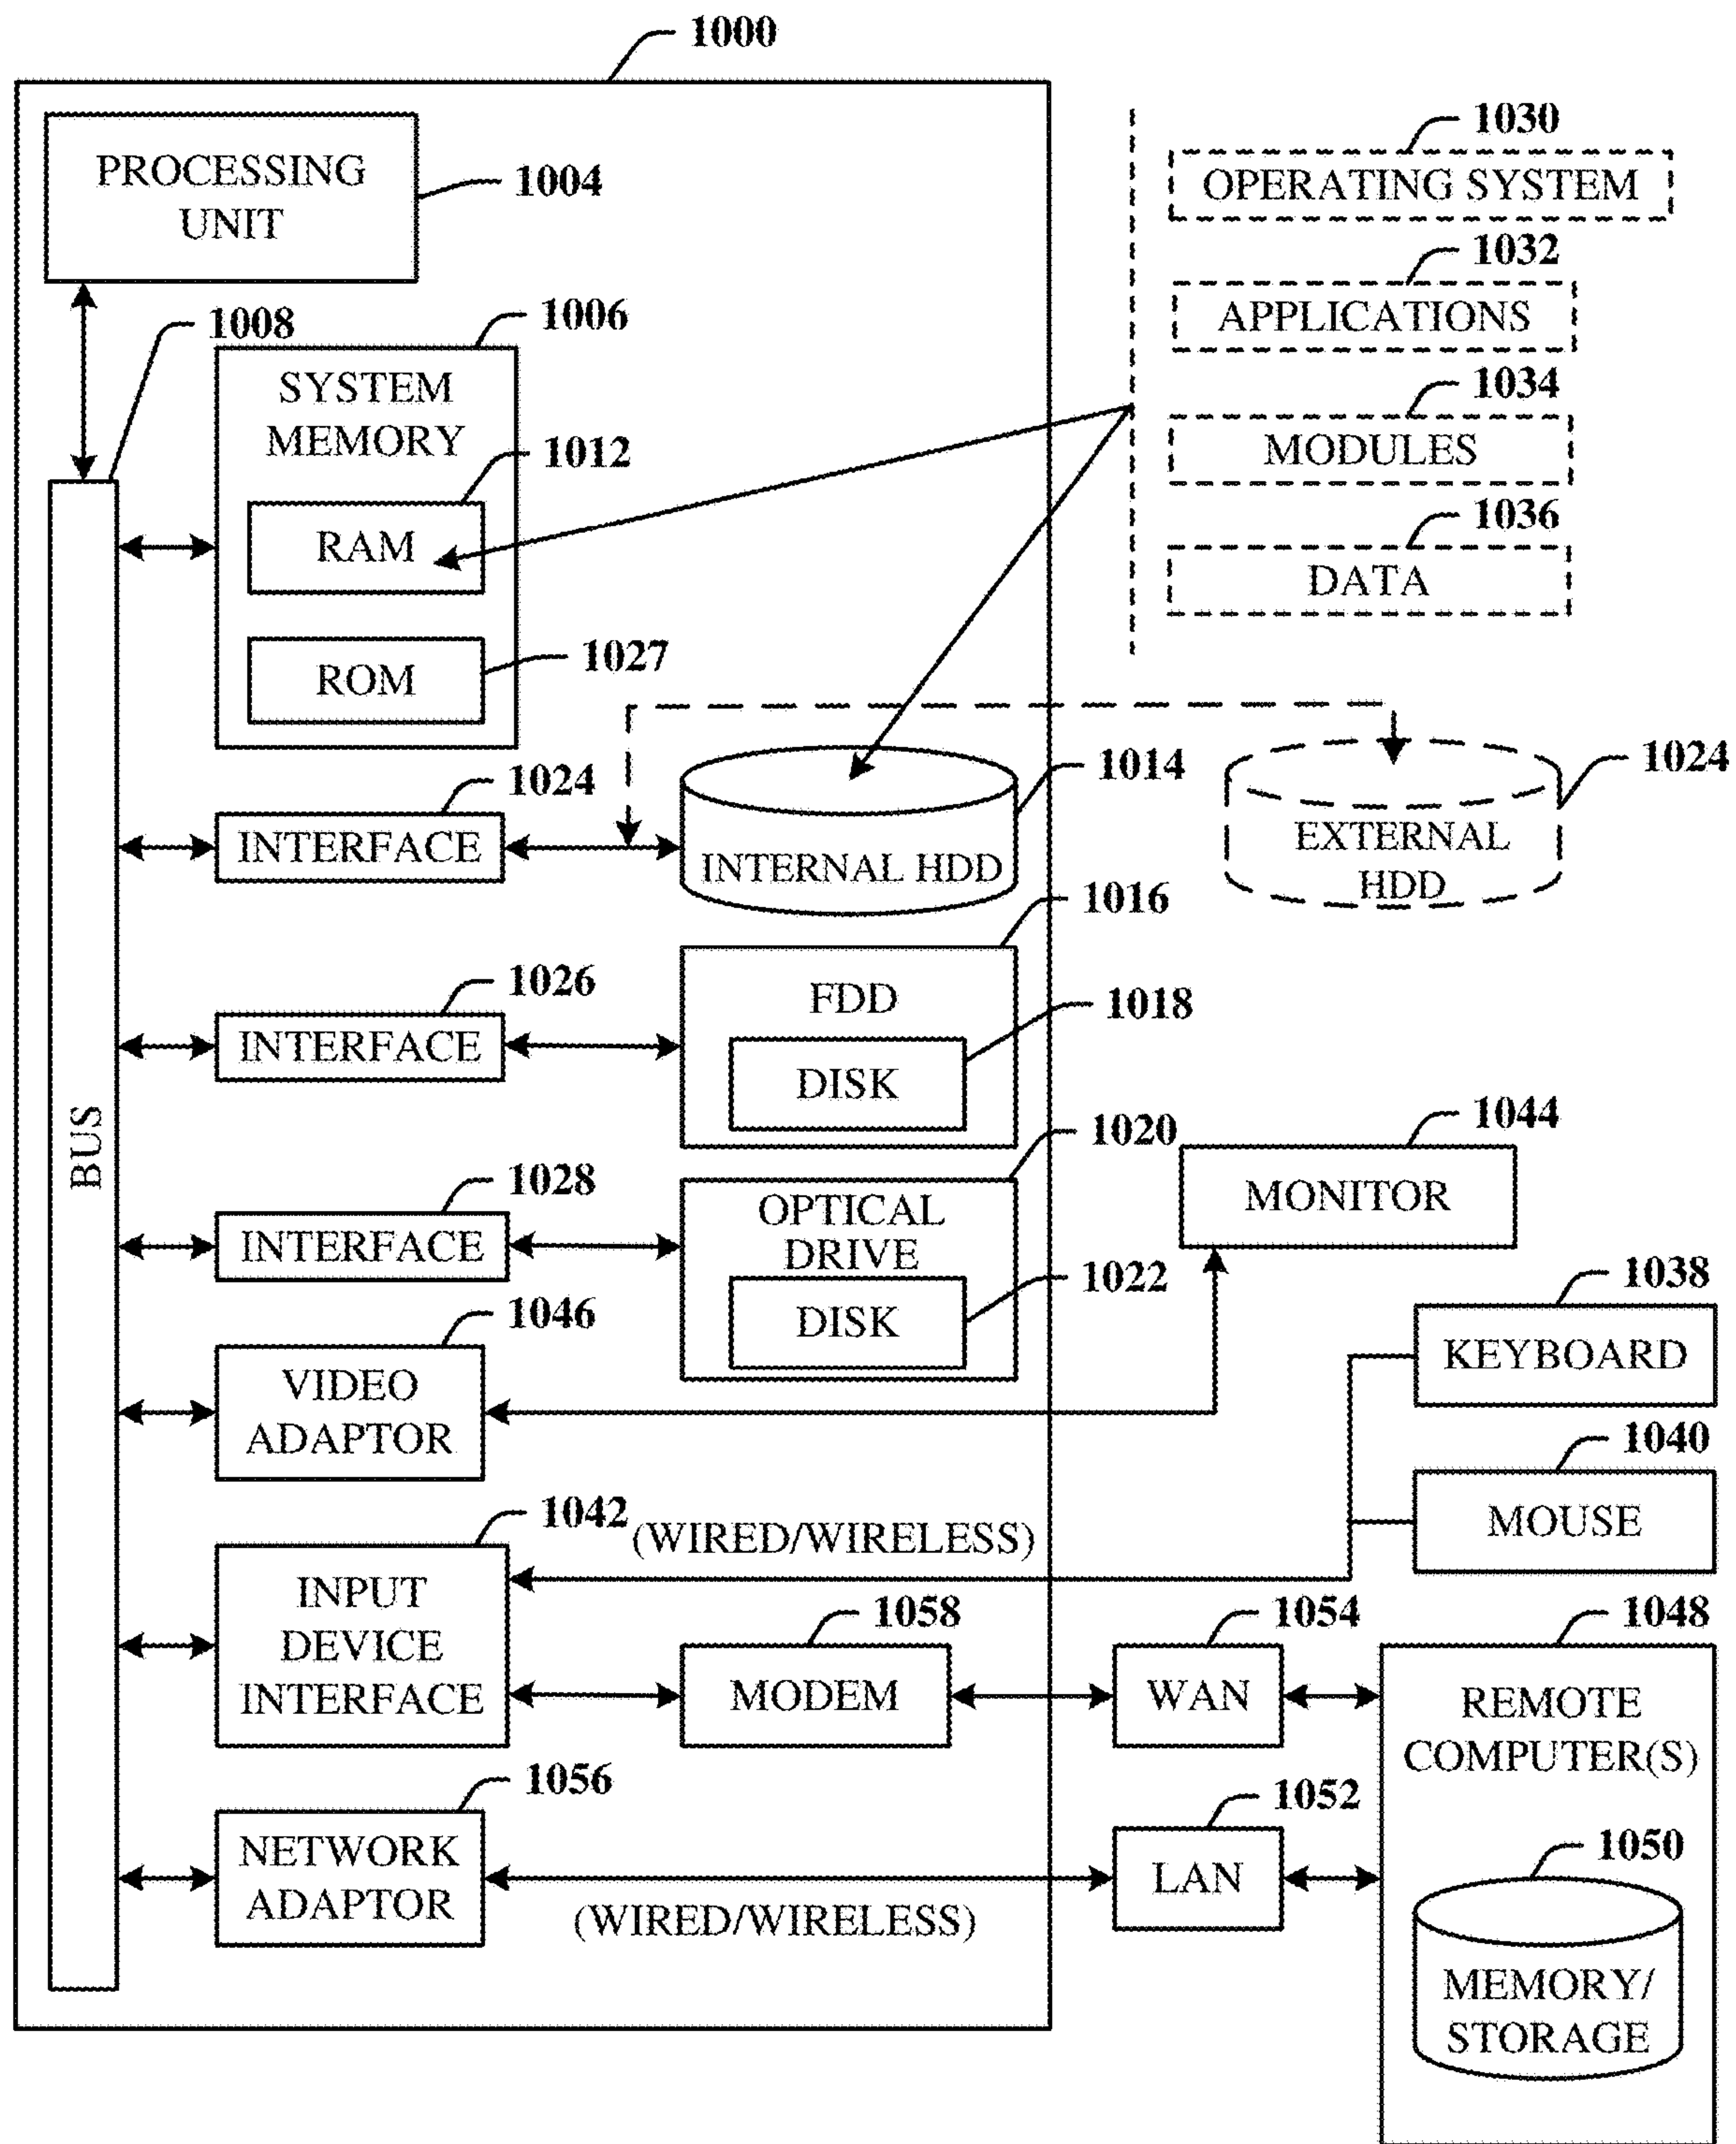 1000
PROCESSING
UNIT
1004
1030
OPERATING SYSTEM
1032
APPLICATIONS
1034
MODULES
1036
DATA
1008
1006
SYSTEM
MEMORY
1012
RAM
1027
ROM
BUS
1024
INTERFACE
1014
INTERNAL HDD
1024
EXTERNAL
HDD
1026
INTERFACE
1016
FDD
1018
DISK
1028
INTERFACE
1020
OPTICAL
DRIVE
1022
DISK
1044
MONITOR
1046
VIDEO
ADAPTOR
1038
KEYBOARD
1040
MOUSE
1042
(WIRED/WIRELESS)
INPUT
DEVICE
INTERFACE
1058
MODEM
1054
WAN
1048
REMOTE
COMPUTER(S)
1056
NETWORK
ADAPTOR
(WIRED/WIRELESS)
1052
LAN
1050
MEMORY/
STORAGE